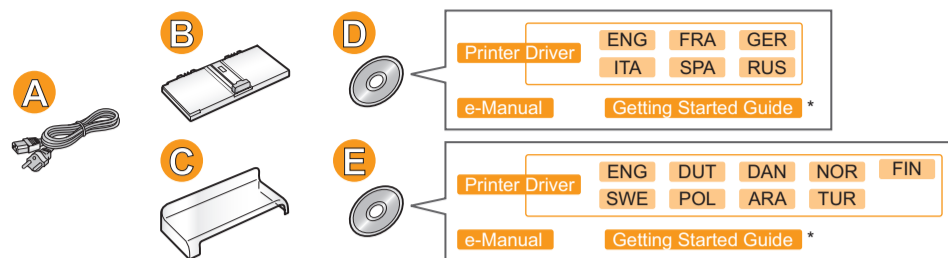 A
B
C
D
Printer Driver
ENG FRA GER
ITA SPA RUS
e-Manual Getting Started Guide *
E
Printer Driver
ENG DUT DAN NOR FIN
SWE POL ARA TUR
e-Manual Getting Started Guide *